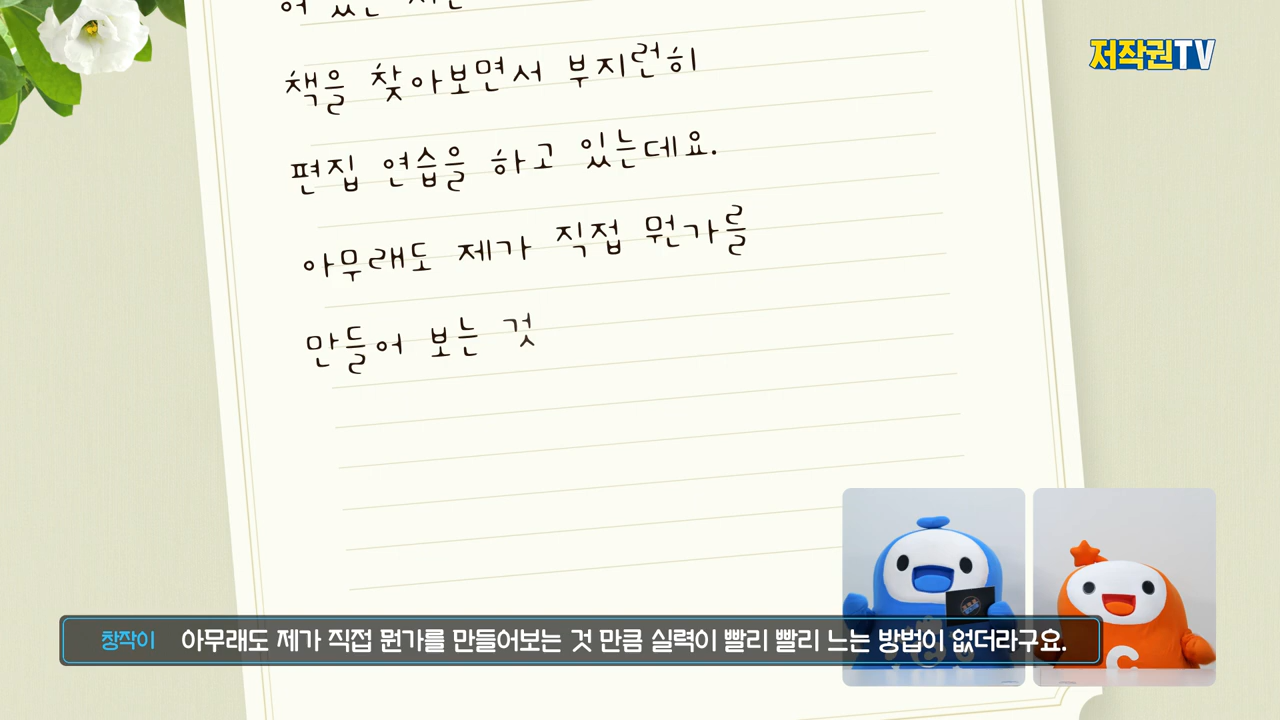 저작권TV
책을 찾아보면서 부지런히
편집 연습을 하고 있는데요.
아무래도 제가 직접 뭔가를
만들어 보는 것
창작이 아무래도 제가 직접 뭔가를 만들어보는 것 만큼 실력이 빨리 빨리 느는 방법이 없더라구요.
C
C